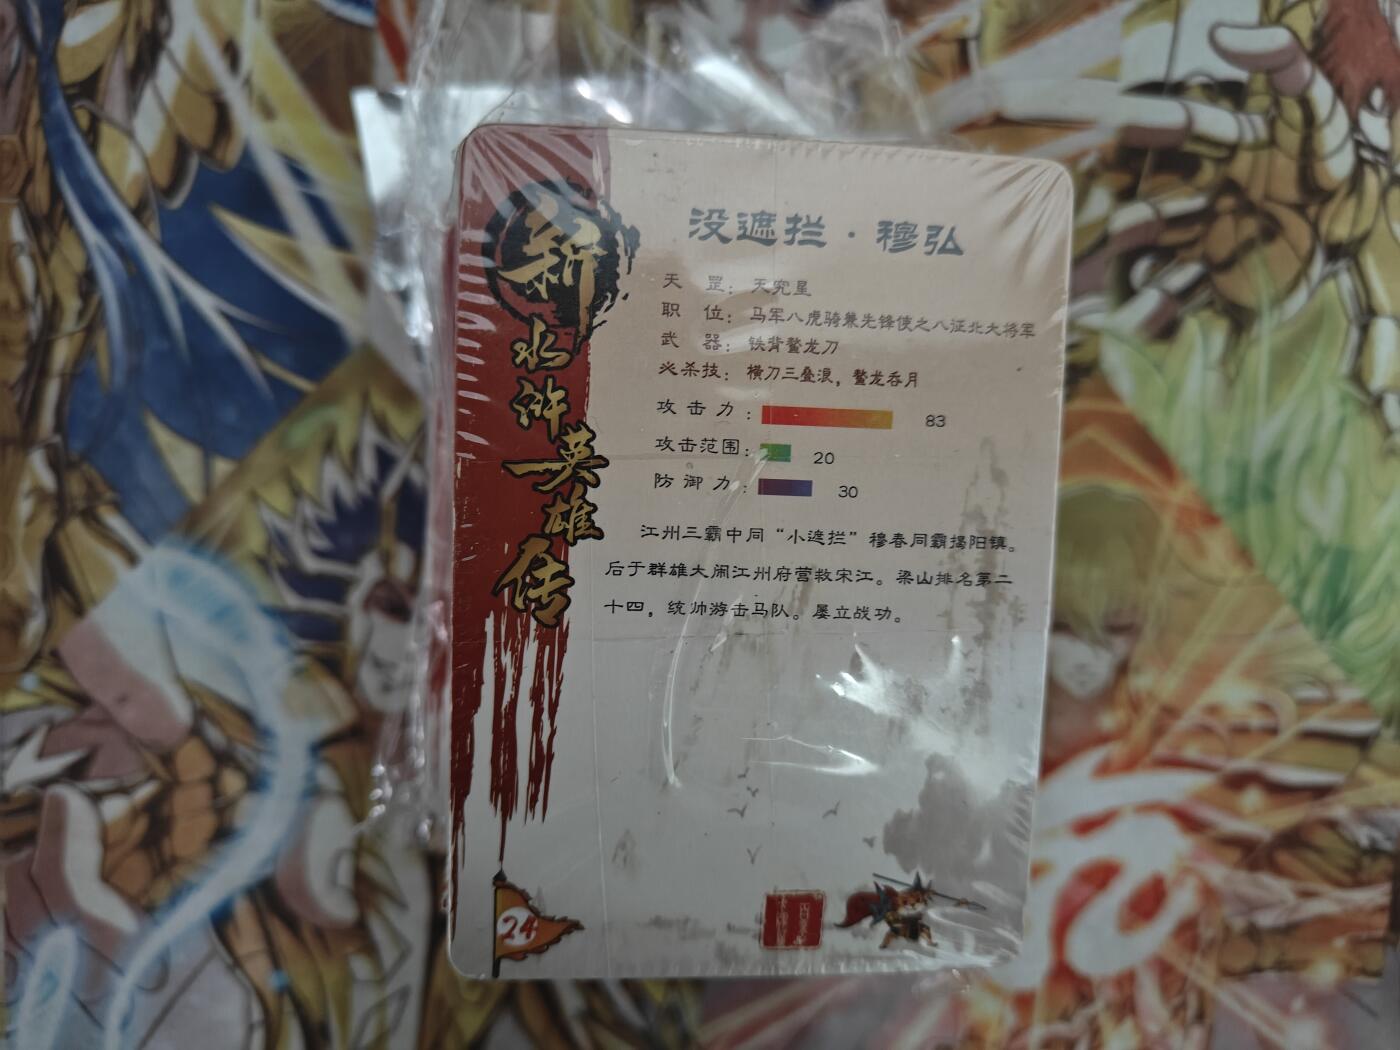 新水浒英雄传
没遮拦·穆弘
天 罡：天究星
职 位：马军八虎骑兼先锋使之八征北大将军
武 器：铁背鳌龙刀
必杀技：横刀三叠浪，鳌龙吞月
攻 击 力：83
攻击范围：20
防 御 力：30
江州三霸中同“小遮拦”穆春同霸揭阳镇。
后于群雄大闹江州府营救宋江。梁山排名第二
十四，统帅游击马队。屡立战功。
24